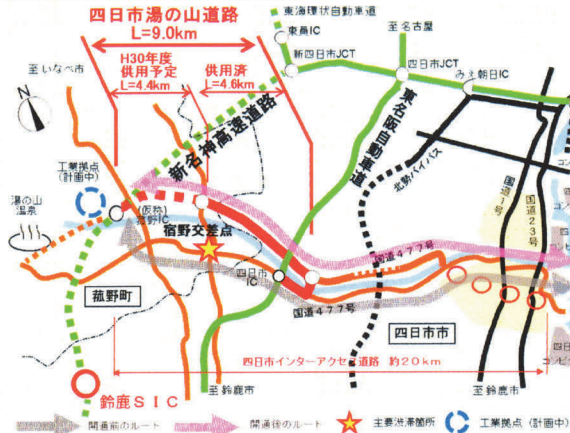 四日市湯の山道路
L=9.0km
東海環状自動車道
東員IC
至名古屋
新四日市JCT
四日市JCT
みえ朝日IC
至いなべ市
H30年度
供用予定
L=4.4km
供用済
L=4.6km
N
新名神高速道路
東名阪自動車道
北勢バイパス
国道1号
国道23号
工業拠点
(計画中)
湯の山
温泉
(仮称)
菰野IC
宿野交差点
国道477号
四日市
IC
国道477号
菰野町
四日市市
四日市インターアクセス道路 約20km
鈴鹿SIC
至鈴鹿市
至鈴鹿市
開通前のルート
開通後のルート
主要渋滞箇所
工業拠点(計画中)